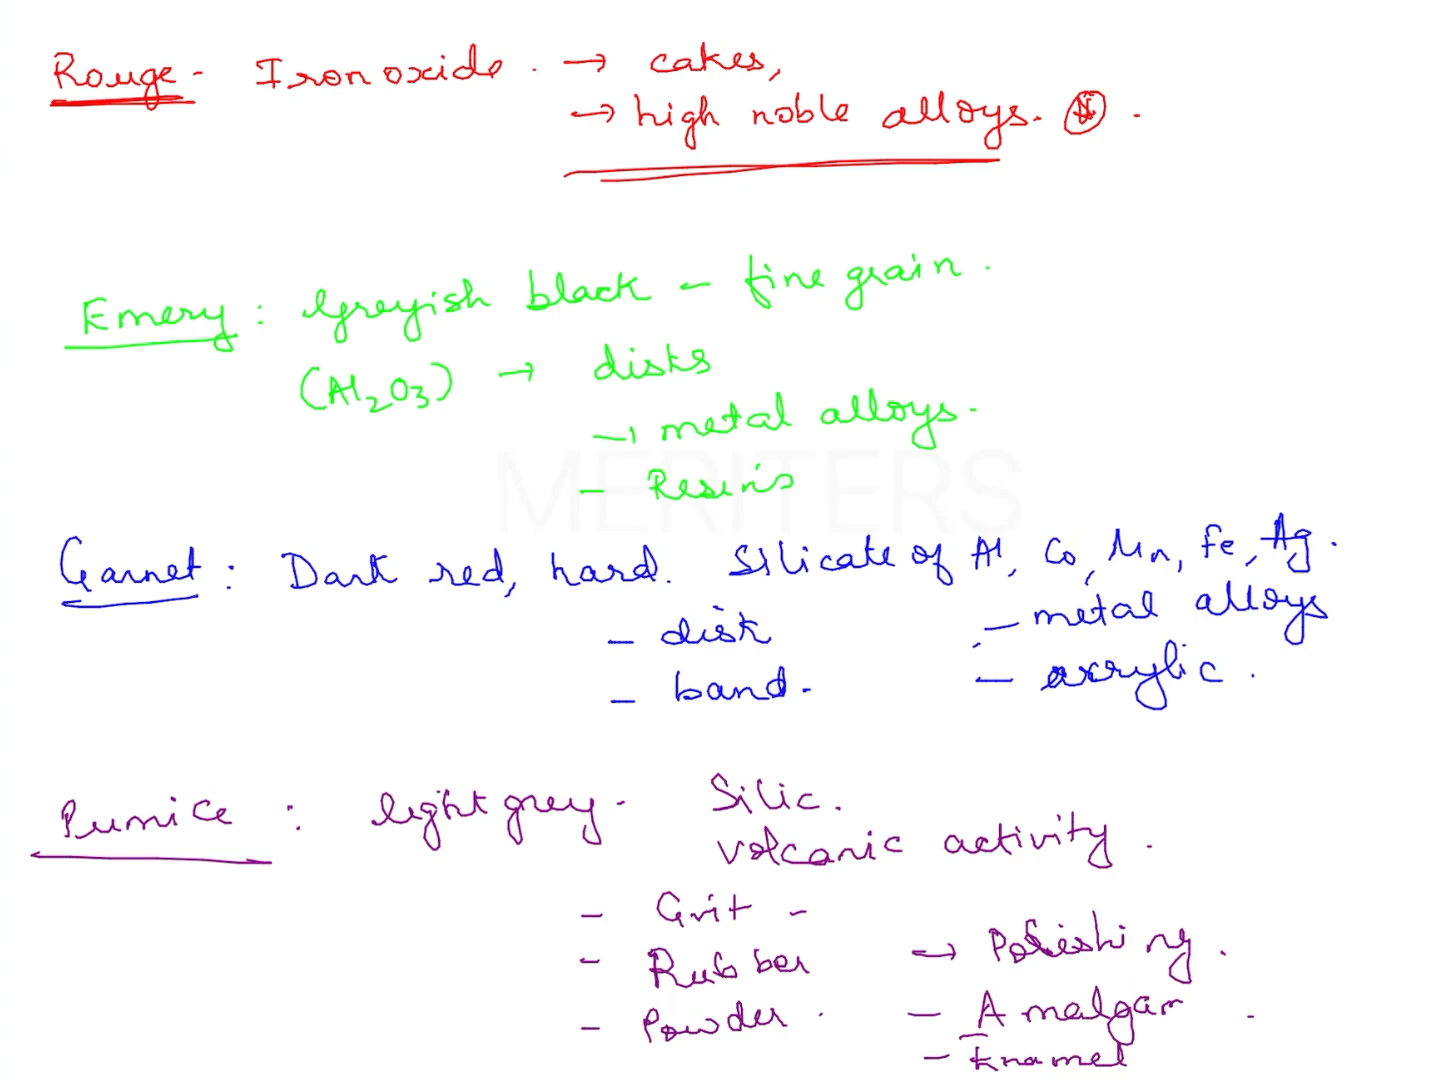 Rouge - Iron oxide. → cakes,
→ high noble alloys.
Emery : Greyish black - fine grain.
(Al2O3) → disks
→ metal alloys.
- Resins
MERITERS
Garnet : Dark red, hard. Silicate of Al, Co, Mn, Fe, Ag.
- disk - metal alloys
- band. - acrylic.
Pumice : light grey. Silic.
volcanic activity.
- Grit -
- Rubber → Polishing.
- Powder. - Amalgam
- Enamel